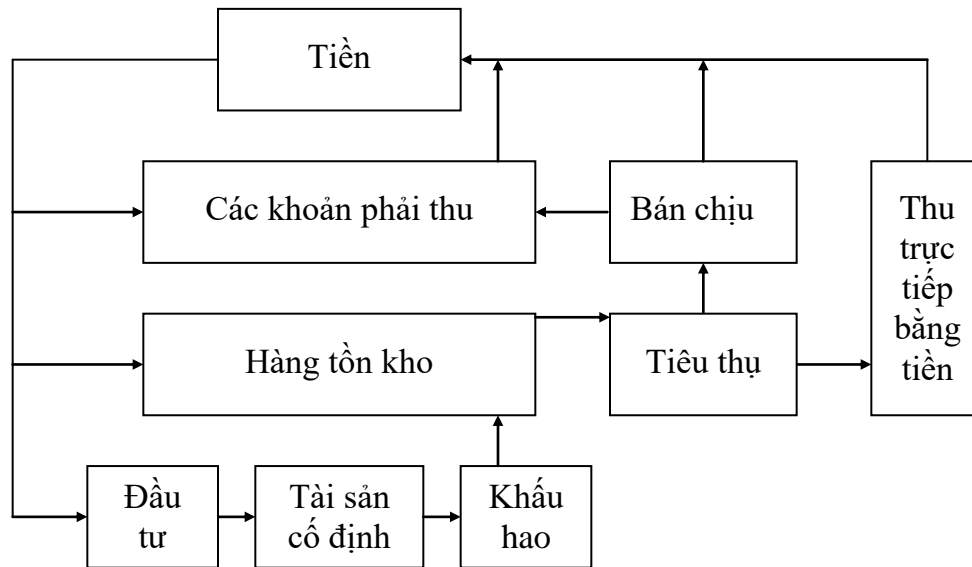 Tiền
Các khoản phải thu
Bán chịu
Thu
trực
tiếp
bằng
tiền
Hàng tồn kho
Tiêu thụ
Đầu
tư
Tài sản
cố định
Khấu
hao